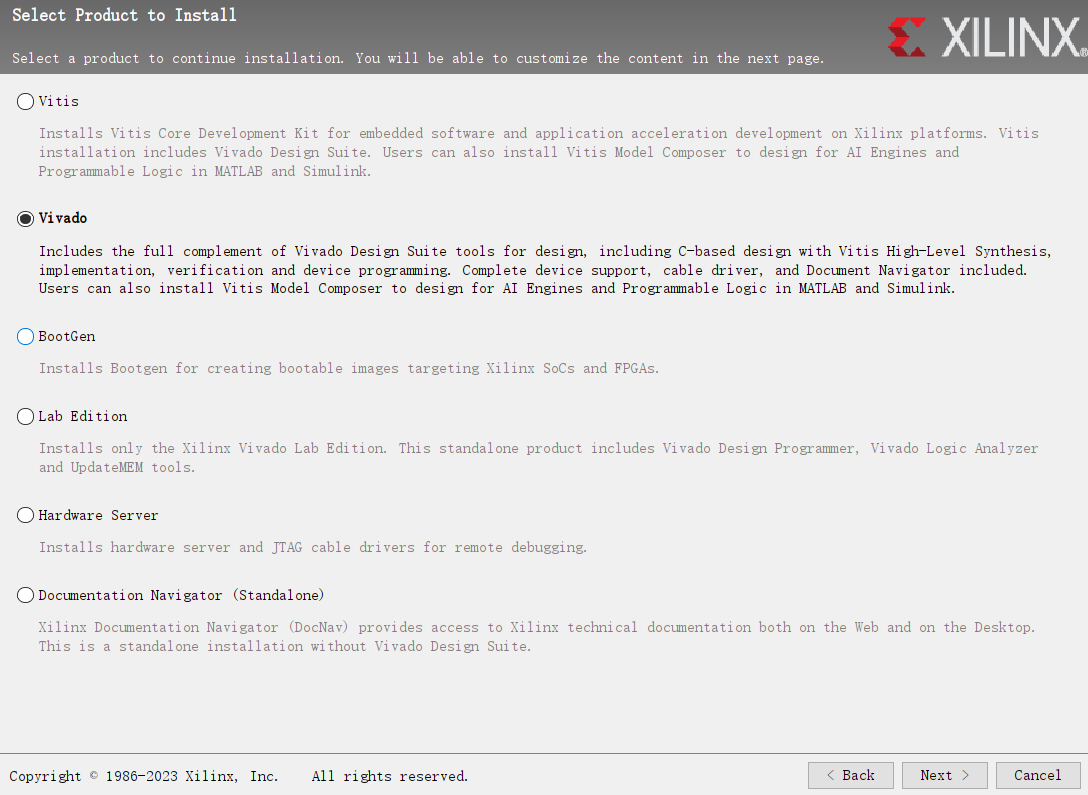 Select Product to Install
XILINX®
Select a product to continue installation. You will be able to customize the content in the next page.
Vitis
Installs Vitis Core Development Kit for embedded software and application acceleration development on Xilinx platforms. Vitis
installation includes Vivado Design Suite. Users can also install Vitis Model Composer to design for AI Engines and
Programmable Logic in MATLAB and Simulink.
Vivado
Includes the full complement of Vivado Design Suite tools for design, including C-based design with Vitis High-Level Synthesis,
implementation, verification and device programming. Complete device support, cable driver, and Document Navigator included.
Users can also install Vitis Model Composer to design for AI Engines and Programmable Logic in MATLAB and Simulink.
BootGen
Installs Bootgen for creating bootable images targeting Xilinx SoCs and FPGAs.
Lab Edition
Installs only the Xilinx Vivado Lab Edition. This standalone product includes Vivado Design Programmer, Vivado Logic Analyzer
and UpdateMEM tools.
Hardware Server
Installs hardware server and JTAG cable drivers for remote debugging.
Documentation Navigator (Standalone)
Xilinx Documentation Navigator (DocNav) provides access to Xilinx technical documentation both on the Web and on the Desktop.
This is a standalone installation without Vivado Design Suite.
Copyright © 1986-2023 Xilinx, Inc. All rights reserved.
< Back
Next >
Cancel